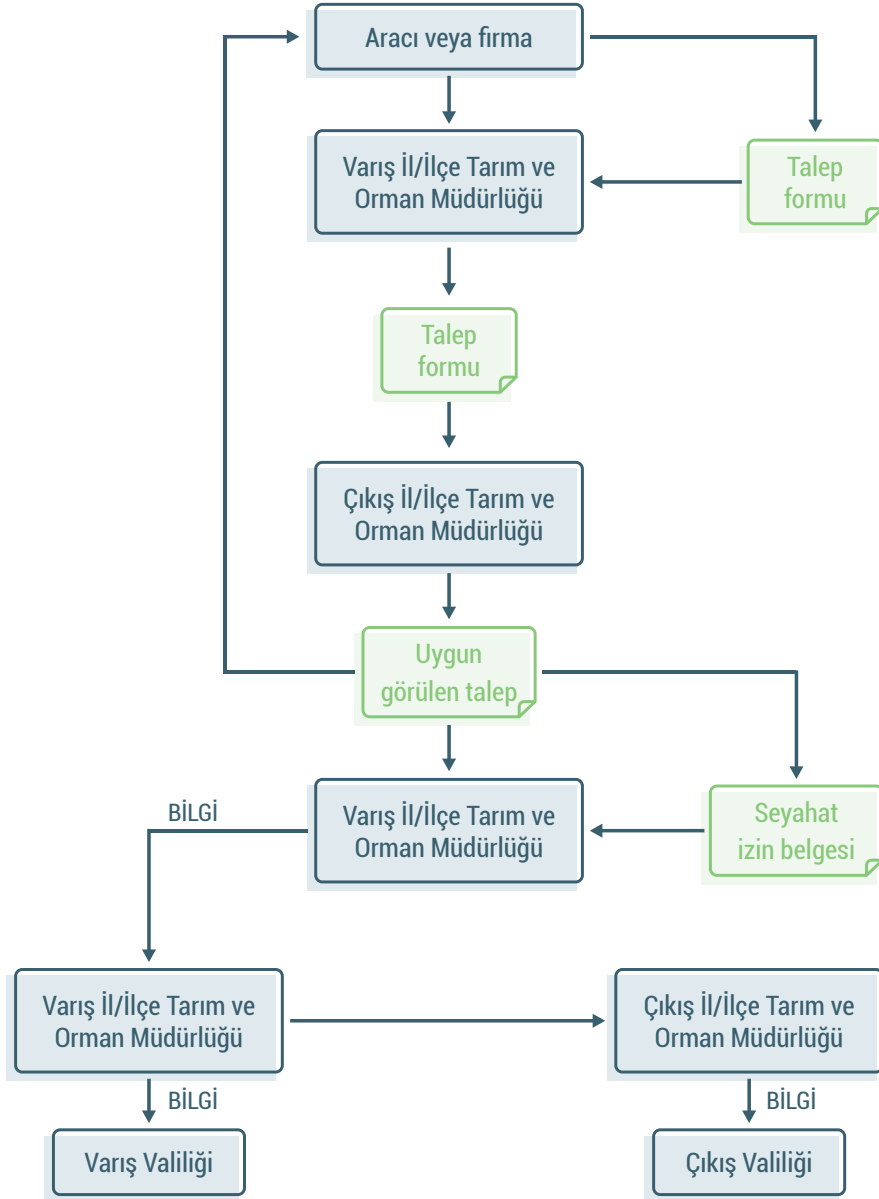 Aracı veya firma
Varış İl/İlçe Tarım ve
Orman Müdürlüğü
Talep
formu
Talep
formu
Çıkış İl/İlçe Tarım ve
Orman Müdürlüğü
Uygun
görülen talep
BİLGİ
Varış İl/İlçe Tarım ve
Orman Müdürlüğü
Seyahat
izin belgesi
Varış İl/İlçe Tarım ve
Orman Müdürlüğü
Çıkış İl/İlçe Tarım ve
Orman Müdürlüğü
BİLGİ
BİLGİ
Varış Valiliği
Çıkış Valiliği